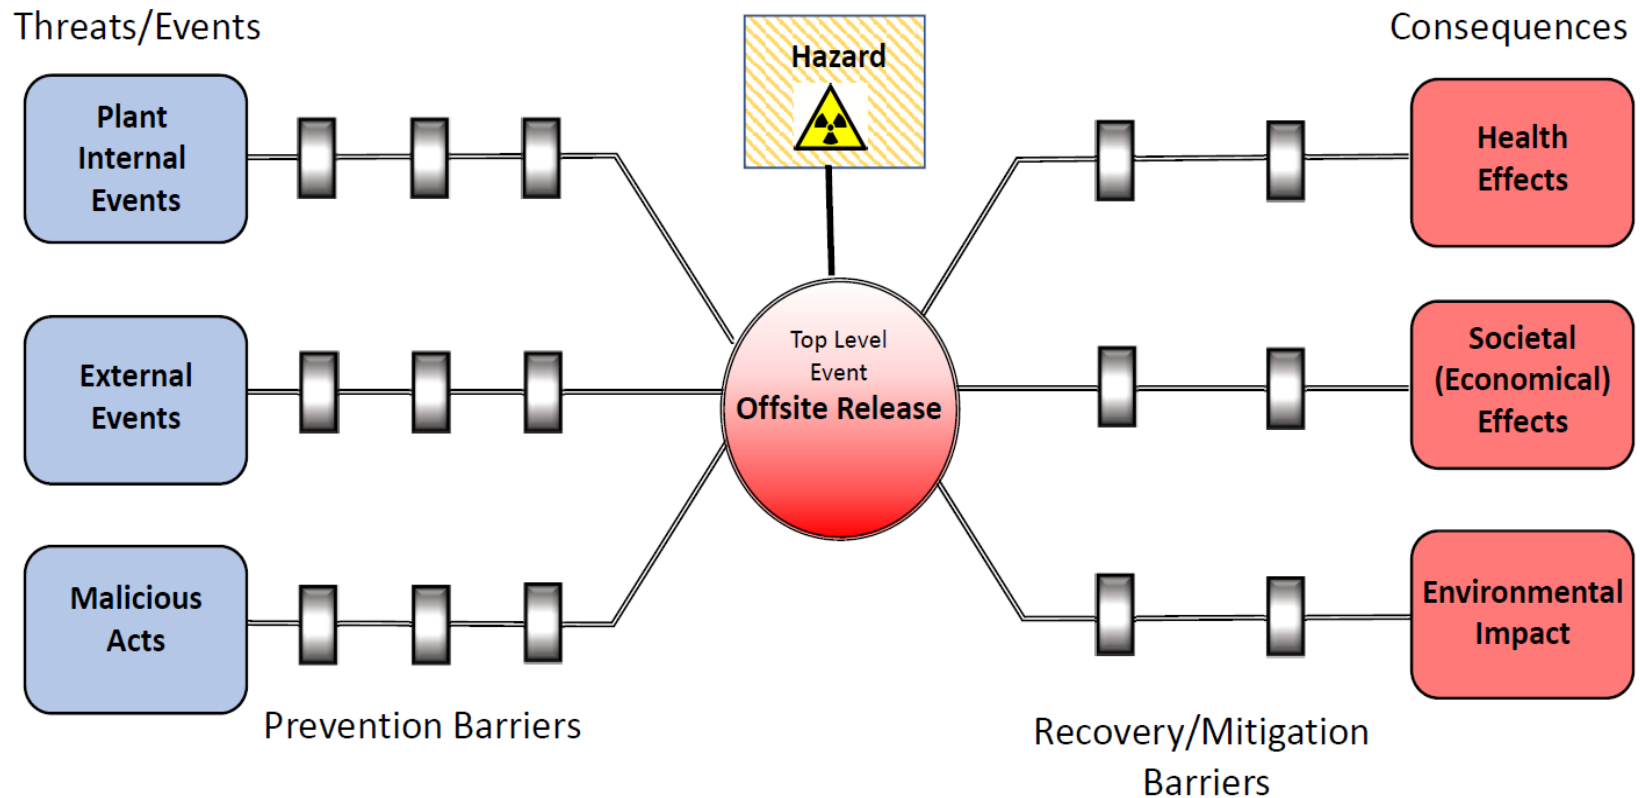 Threats/Events
Consequences
Hazard
Plant
Internal
Events
Health
Effects
Top Level
Event
Offsite Release
External
Events
Societal
(Economical)
Effects
Malicious
Acts
Environmental
Impact
Prevention Barriers
Recovery/Mitigation
Barriers